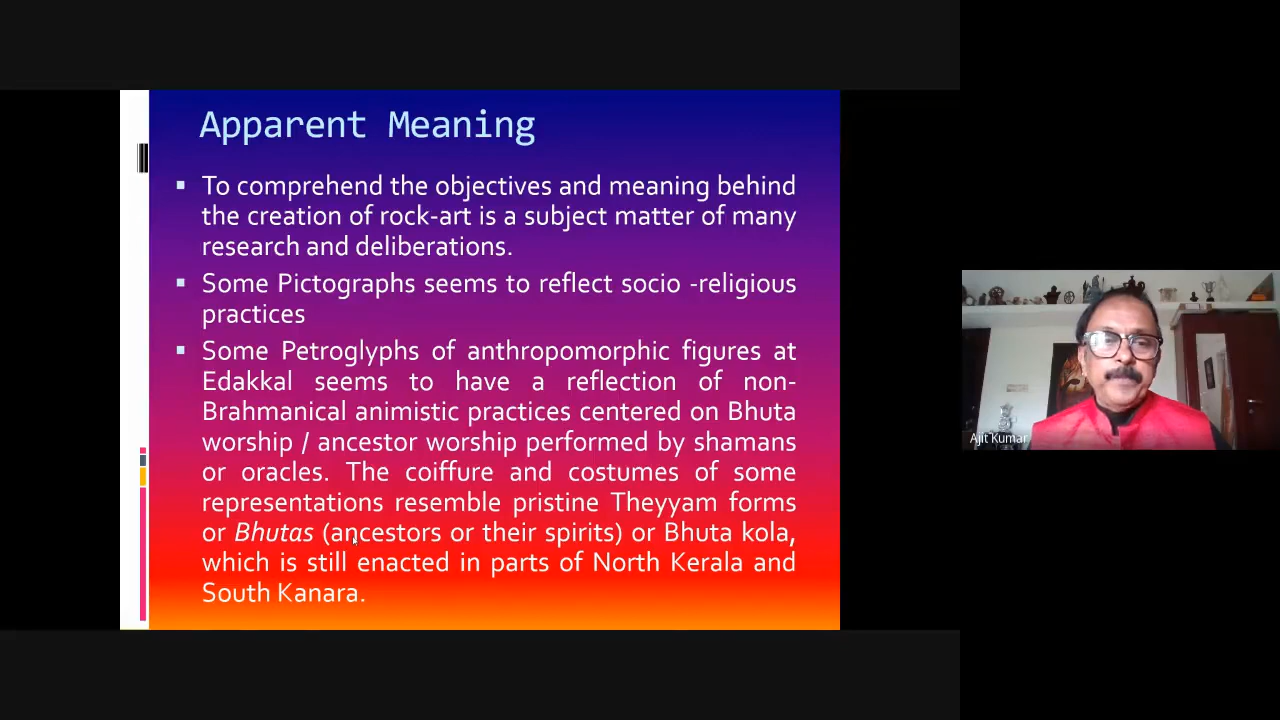 Apparent Meaning
▪ To comprehend the objectives and meaning behind
the creation of rock-art is a subject matter of many
research and deliberations.
▪ Some Pictographs seems to reflect socio -religious
practices
▪ Some Petroglyphs of anthropomorphic figures at
Edakkal seems to have a reflection of non-
Brahmanical animistic practices centered on Bhuta
worship / ancestor worship performed by shamans
or oracles. The coiffure and costumes of some
representations resemble pristine Theyyam forms
or Bhutas (ancestors or their spirits) or Bhuta kola,
which is still enacted in parts of North Kerala and
South Kanara.
Ajit Kumar